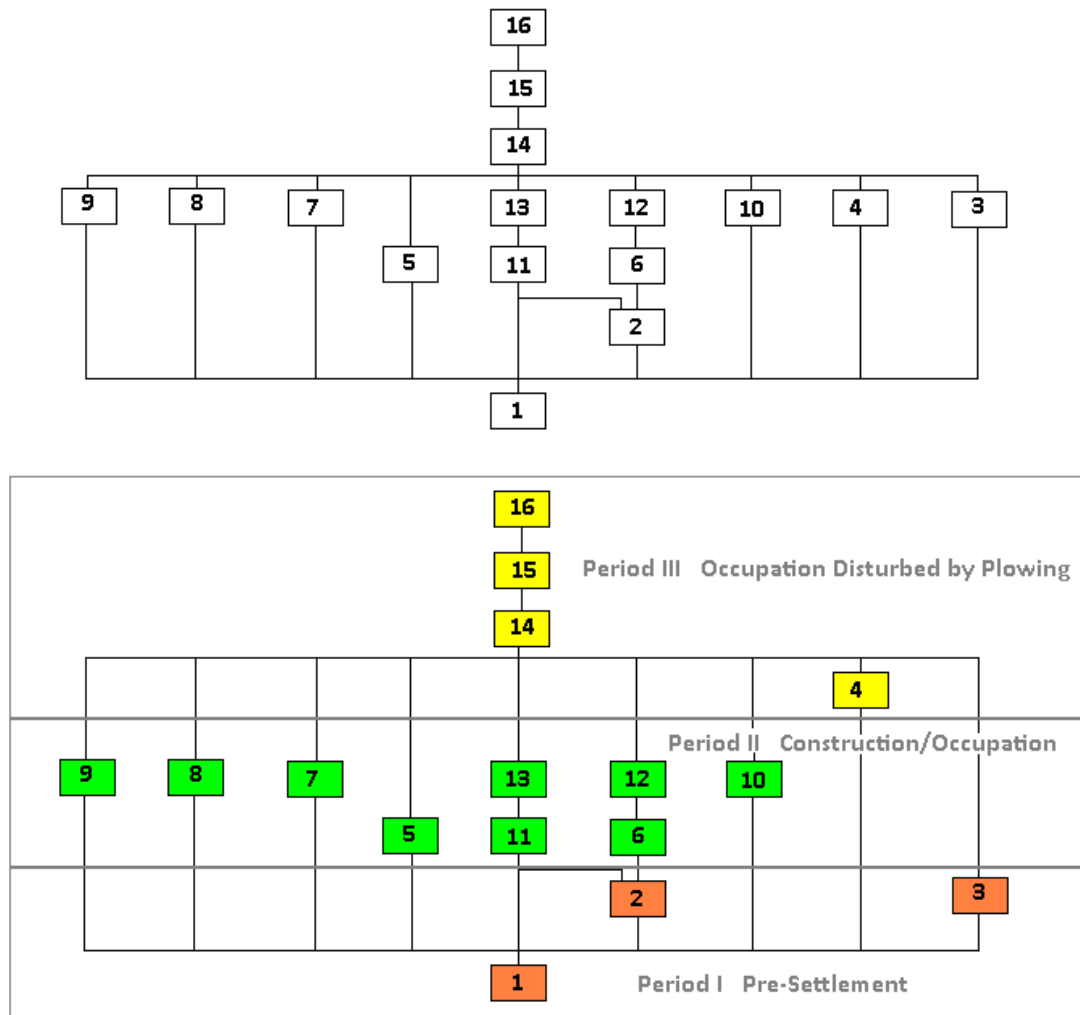 16
15
14
9 8 7 13 12 10 4 3
5 11 6
2
1
16
Period III Occupation Disturbed by Plowing
15
14
4
Period II Construction/Occupation
9 8 7 13 12 10
5 11 6
2 3
1 Period I Pre-Settlement